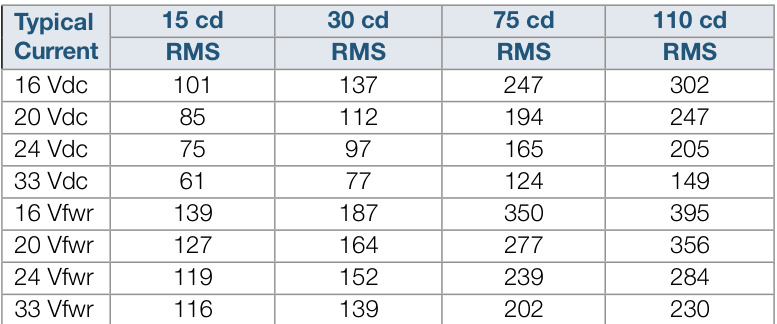 Typical Current 15 cd 30 cd 75 cd 110 cd
RMS RMS RMS RMS
16 Vdc 101 137 247 302
20 Vdc 85 112 194 247
24 Vdc 75 97 165 205
33 Vdc 61 77 124 149
16 Vfwr 139 187 350 395
20 Vfwr 127 164 277 356
24 Vfwr 119 152 239 284
33 Vfwr 116 139 202 230